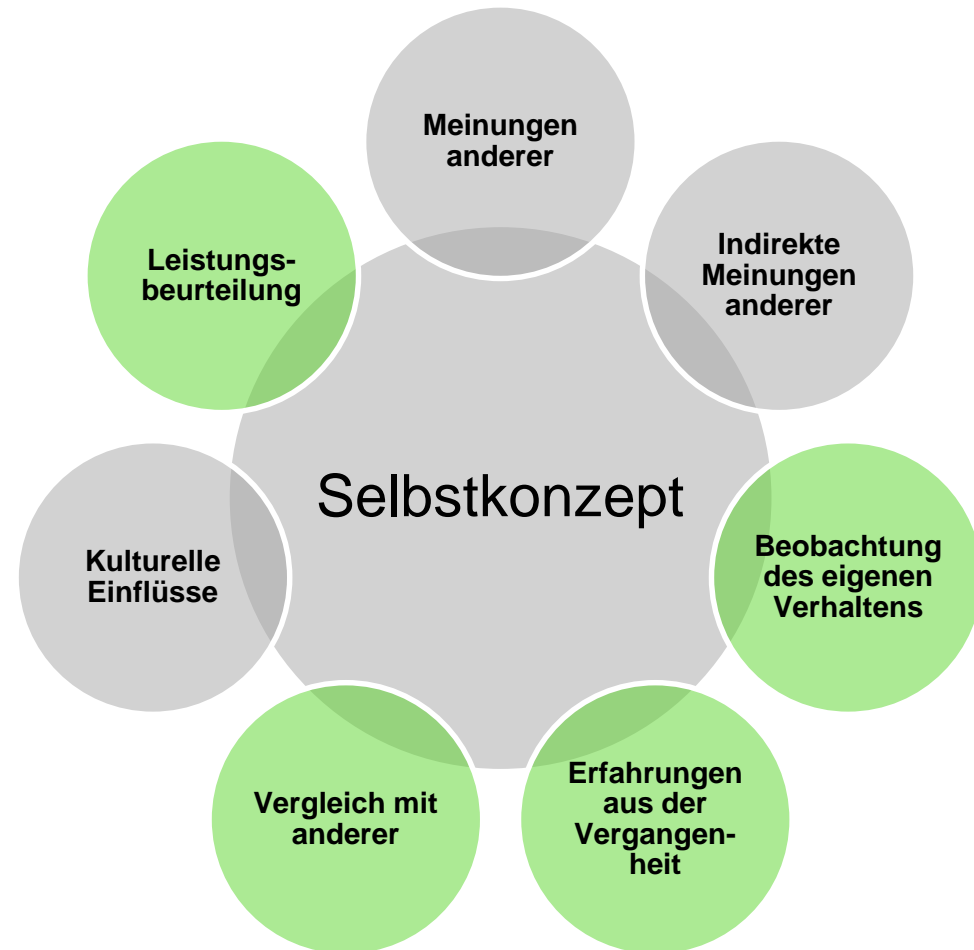 Meinungen
anderer
Indirekte
Meinungen
anderer
Leistungs-
beurteilung
Selbstkonzept
Beobachtung
des eigenen
Verhaltens
Kulturelle
Einflüsse
Erfahrungen
aus der
Vergangen-
heit
Vergleich mit
anderer